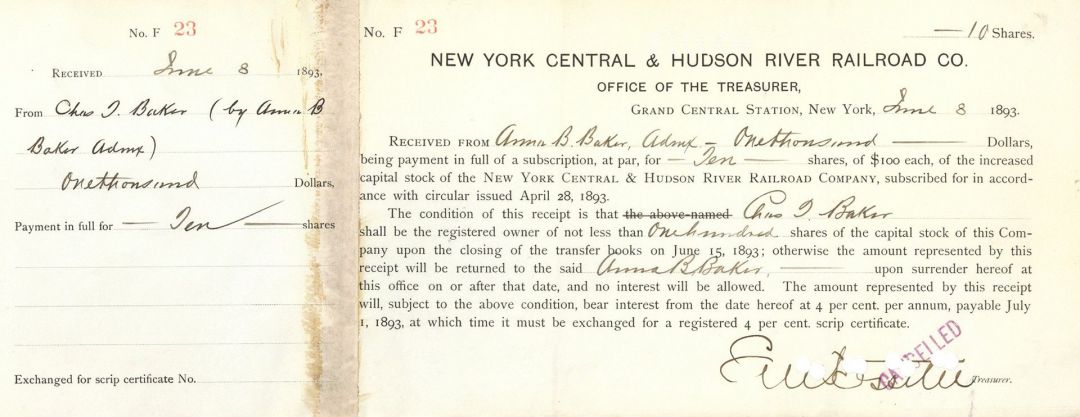 No. F 23
Received June 8 1893,
From Chas T. Baker (by Anna B
Baker Admx)
Onethousand Dollars,
Payment in full for — Ten — shares
Exchanged for scrip certificate No.
No. F 23
—10 Shares.
NEW YORK CENTRAL & HUDSON RIVER RAILROAD CO.
OFFICE OF THE TREASURER,
Grand Central Station, New York, June 8 1893.
Received from Anna B. Baker, Admx — Onethousand — Dollars,
being payment in full of a subscription, at par, for — Ten — shares, of $100 each, of the increased
capital stock of the New York Central & Hudson River Railroad Company, subscribed for in accord-
ance with circular issued April 28, 1893.
The condition of this receipt is that the above-named Chas T. Baker
shall be the registered owner of not less than Onehundred shares of the capital stock of this Com-
pany upon the closing of the transfer books on June 15, 1893; otherwise the amount represented by this
receipt will be returned to the said Anna B Baker, — upon surrender hereof at
this office on or after that date, and no interest will be allowed. The amount represented by this receipt
will, subject to the above condition, bear interest from the date hereof at 4 per cent. per annum, payable July
1, 1893, at which time it must be exchanged for a registered 4 per cent. scrip certificate.
CANCELLED
Treasurer.